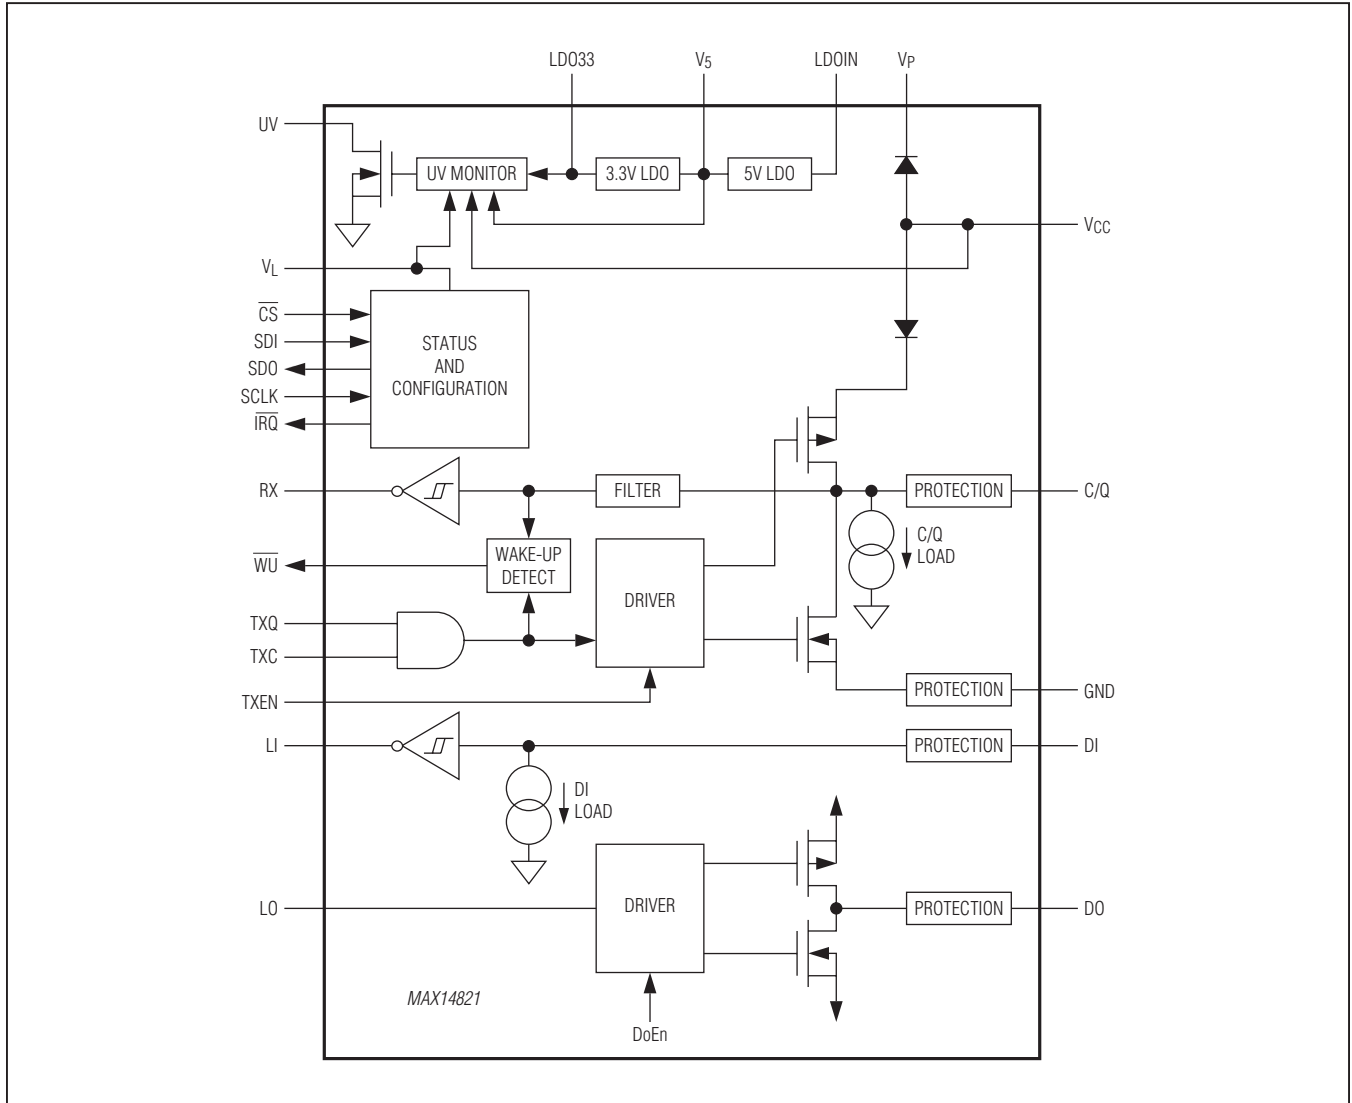 LDO33
V5
LDOIN
VP
UV
UV MONITOR
3.3V LDO
5V LDO
VCC
VL
CS
SDI
SDO
SCLK
IRQ
STATUS
AND
CONFIGURATION
RX
FILTER
PROTECTION
C/Q
C/Q
LOAD
WU
WAKE-UP
DETECT
DRIVER
TXQ
TXC
TXEN
PROTECTION
GND
LI
PROTECTION
DI
DI
LOAD
LO
DRIVER
PROTECTION
DO
MAX14821
DoEn